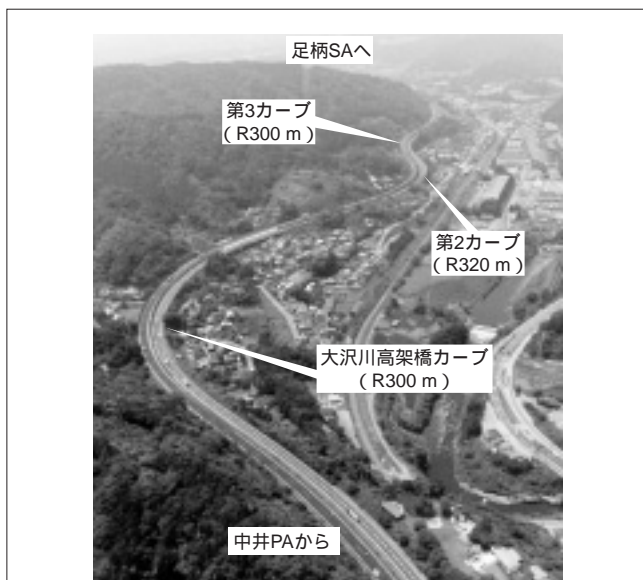 足柄SAへ
第3カーブ
(R300 m)
第2カーブ
(R320 m)
大沢川高架橋カーブ
(R300 m)
中井PAから